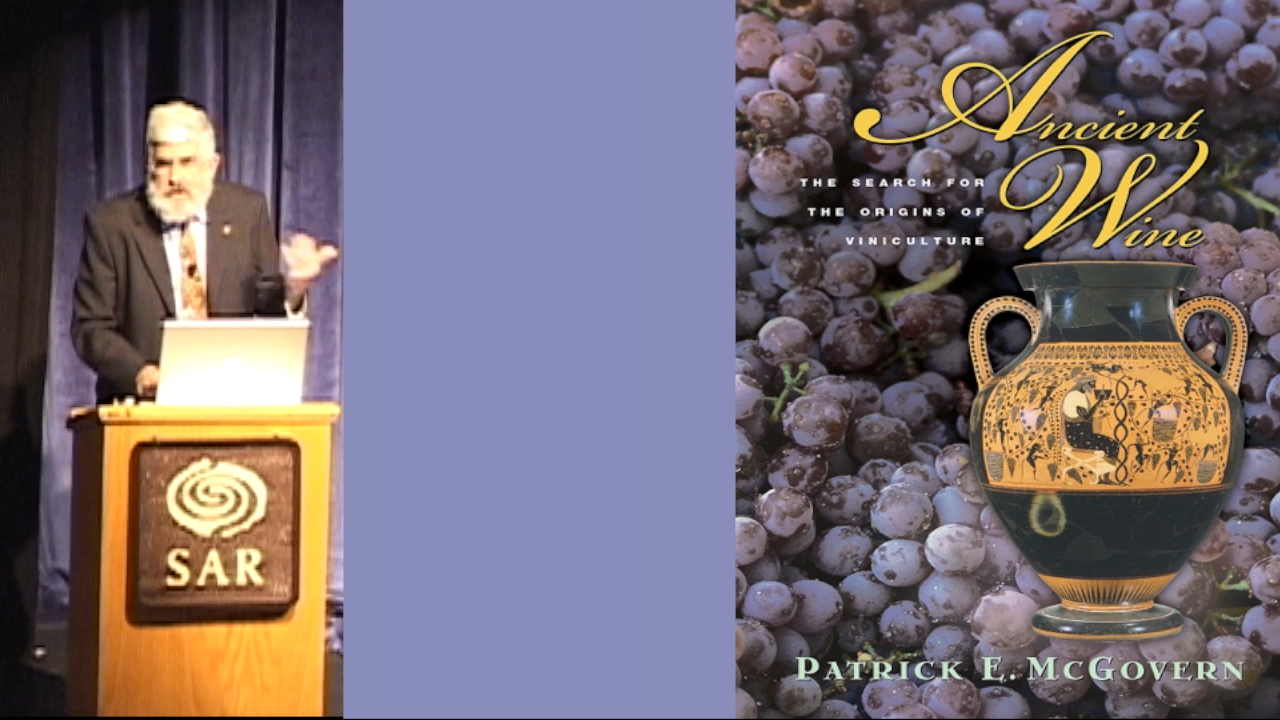 SAR
Ancient
Wine
THE SEARCH FOR
THE ORIGINS OF
VINICULTURE
PATRICK E. MCGOVERN